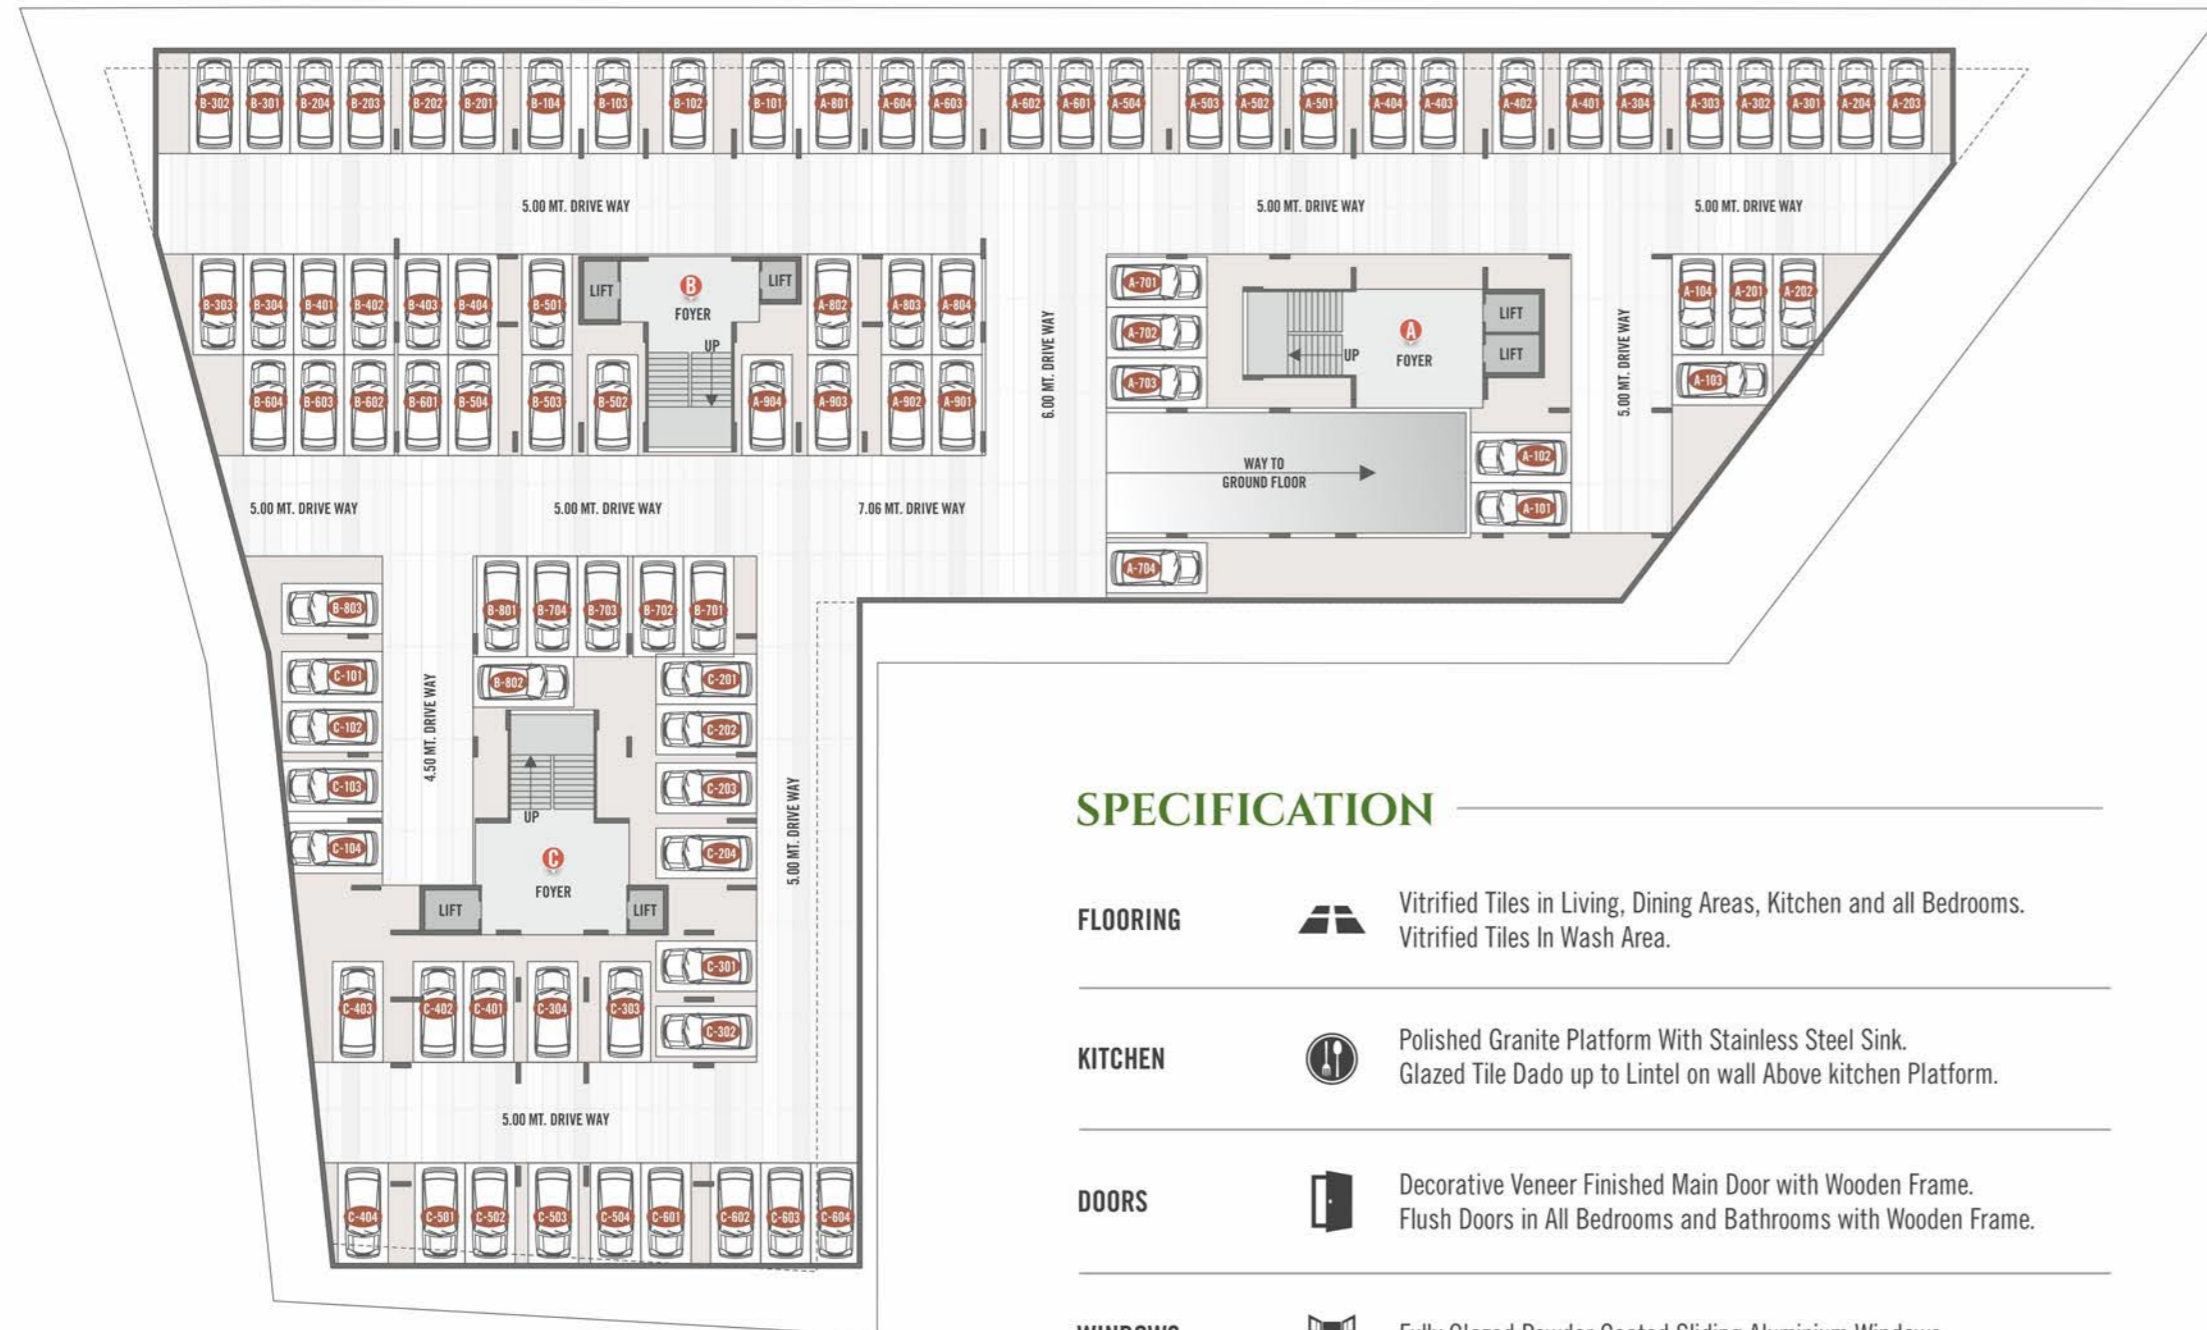 B-302 B-301 B-204 B-203 B-202 B-201 B-104 B-103 B-102 B-101 A-801 A-604 A-603 A-602 A-601 A-504 A-503 A-502 A-501 A-404 A-403 A-402 A-401 A-304 A-303 A-302 A-301 A-204 A-203
5.00 MT. DRIVE WAY
5.00 MT. DRIVE WAY
5.00 MT. DRIVE WAY
B-303 B-304 B-401 B-402 B-403 B-404 B-501
LIFT
B
FOYER
LIFT
UP
A-802 A-803 A-804
B-604 B-603 B-602 B-601 B-504 B-503 B-502
A-904 A-903 A-902 A-901
6.00 MT. DRIVE WAY
A-701
A-702
A-703
UP
A
FOYER
LIFT
LIFT
5.00 MT. DRIVE WAY
A-104 A-201 A-202
A-103
WAY TO
GROUND FLOOR
A-102
A-101
A-704
5.00 MT. DRIVE WAY
5.00 MT. DRIVE WAY
7.06 MT. DRIVE WAY
B-803
C-101
C-102
C-103
C-104
4.50 MT. DRIVE WAY
B-801 B-704 B-703 B-702 B-701
B-802
C-201
C-202
C-203
C-204
UP
C
FOYER
LIFT
LIFT
5.00 MT. DRIVE WAY
C-301
C-302
C-403 C-402 C-401 C-304 C-303
5.00 MT. DRIVE WAY
C-404 C-501 C-502 C-503 C-504 C-601 C-602 C-603 C-604
SPECIFICATION
FLOORING
Vitrified Tiles in Living, Dining Areas, Kitchen and all Bedrooms.
Vitrified Tiles In Wash Area.
KITCHEN
Polished Granite Platform With Stainless Steel Sink.
Glazed Tile Dado up to Lintel on wall Above kitchen Platform.
DOORS
Decorative Veneer Finished Main Door with Wooden Frame.
Flush Doors in All Bedrooms and Bathrooms with Wooden Frame.
WINDOWS
Fully Glazed Powder Coated Sliding Aluminium Windows